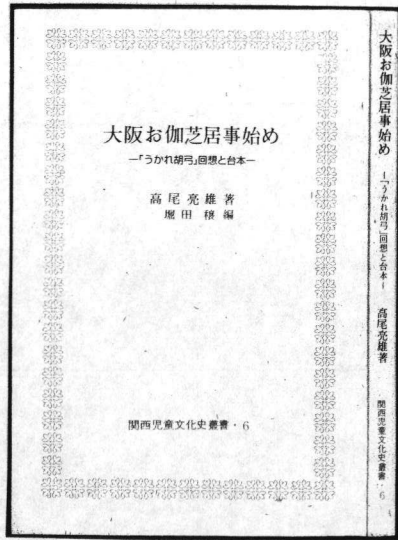 大阪お伽芝居事始め
―「うかれ胡弓」回想と台本―
高尾亮雄著
堀田穣編
関西児童文化史叢書・6
大阪お伽芝居事始め
―「うかれ胡弓」回想と台本―
高尾亮雄著
関西児童文化史叢書
6